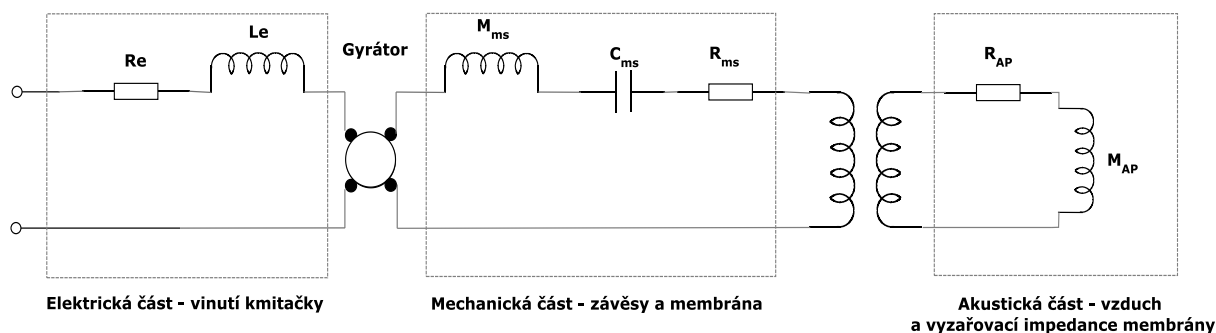 Re
Le
Gyrátor
Mms
Cms
Rms
RAP
MAP
Elektrická část - vinutí kmitačky
Mechanická část - závěsy a membrána
Akustická část - vzduch
a vyzařovací impedance membrány